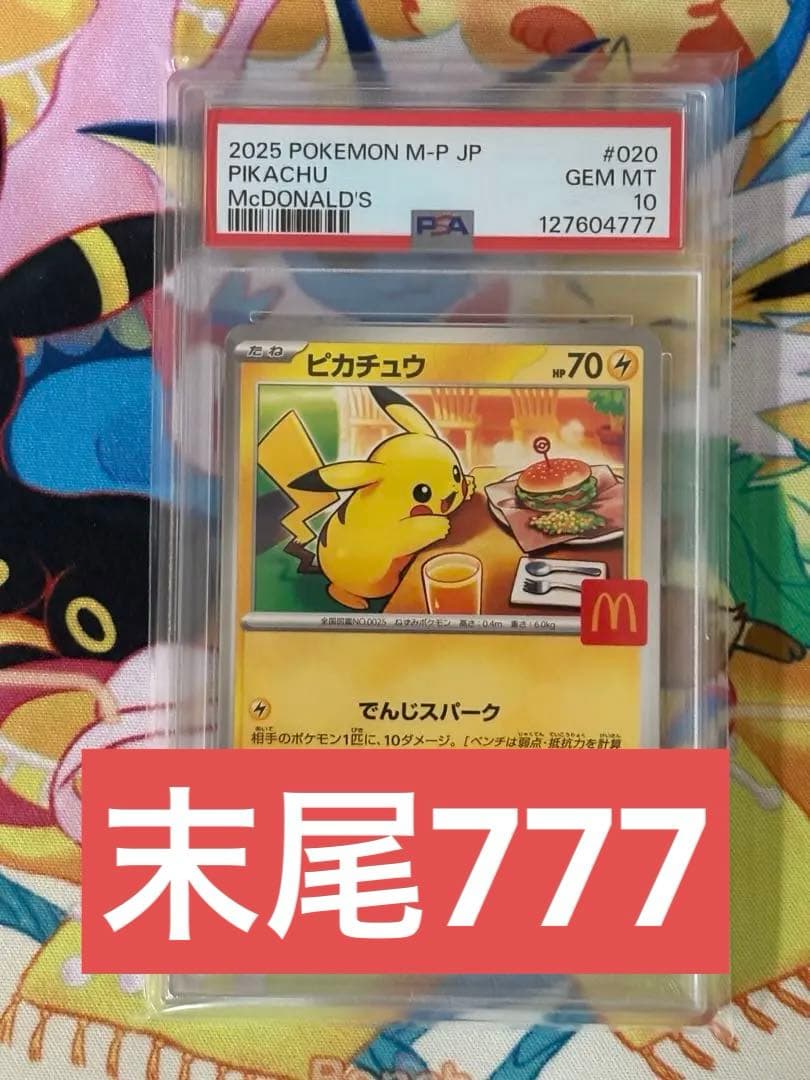 2025 POKEMON M-P JP #020
PIKACHU GEM MT
McDONALD'S 10
PSA 127604777
たね ピカチュウ HP70
全国図鑑NO.0025 ねずみポケモン 高さ:0.4m 重さ:6.0kg
でんじスパーク
相手のポケモン1匹に、10ダメージ。[ベンチは弱点・抵抗力を計算
末尾777